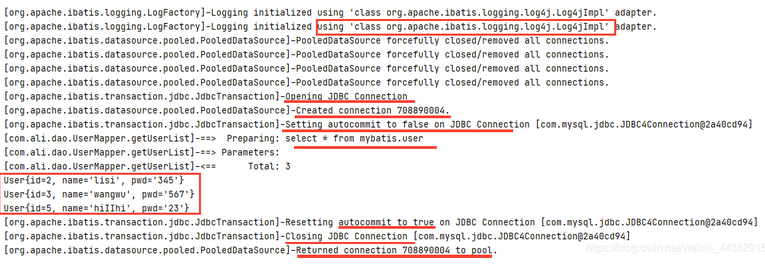 [org.apache.ibatis.logging.LogFactory]-Logging initialized using 'class org.apache.ibatis.logging.log4j.Log4jImpl' adapter.
[org.apache.ibatis.logging.LogFactory]-Logging initialized using 'class org.apache.ibatis.logging.log4j.Log4jImpl' adapter.
[org.apache.ibatis.datasource.pooled.PooledDataSource]-PooledDataSource forcefully closed/removed all connections.
[org.apache.ibatis.datasource.pooled.PooledDataSource]-PooledDataSource forcefully closed/removed all connections.
[org.apache.ibatis.datasource.pooled.PooledDataSource]-PooledDataSource forcefully closed/removed all connections.
[org.apache.ibatis.datasource.pooled.PooledDataSource]-PooledDataSource forcefully closed/removed all connections.
[org.apache.ibatis.transaction.jdbc.JdbcTransaction]-Opening JDBC Connection
[org.apache.ibatis.datasource.pooled.PooledDataSource]-Created connection 708890004.
[org.apache.ibatis.transaction.jdbc.JdbcTransaction]-Setting autocommit to false on JDBC Connection [com.mysql.jdbc.JDBC4Connection@2a40cd94]
[com.ali.dao.UserMapper.getUserList]-==>  Preparing: select * from mybatis.user
[com.ali.dao.UserMapper.getUserList]-==> Parameters:
[com.ali.dao.UserMapper.getUserList]-<==      Total: 3
User{id=2, name='lisi', pwd='345'}
User{id=3, name='wangwu', pwd='567'}
User{id=5, name='hiIIhi', pwd='23'}
[org.apache.ibatis.transaction.jdbc.JdbcTransaction]-Resetting autocommit to true on JDBC Connection [com.mysql.jdbc.JDBC4Connection@2a40cd94]
[org.apache.ibatis.transaction.jdbc.JdbcTransaction]-Closing JDBC Connection [com.mysql.jdbc.JDBC4Connection@2a40cd94]
[org.apache.ibatis.datasource.pooled.PooledDataSource]-Returned connection 708890004 to pool.
https://blog.csdn.net/weixin_44382915